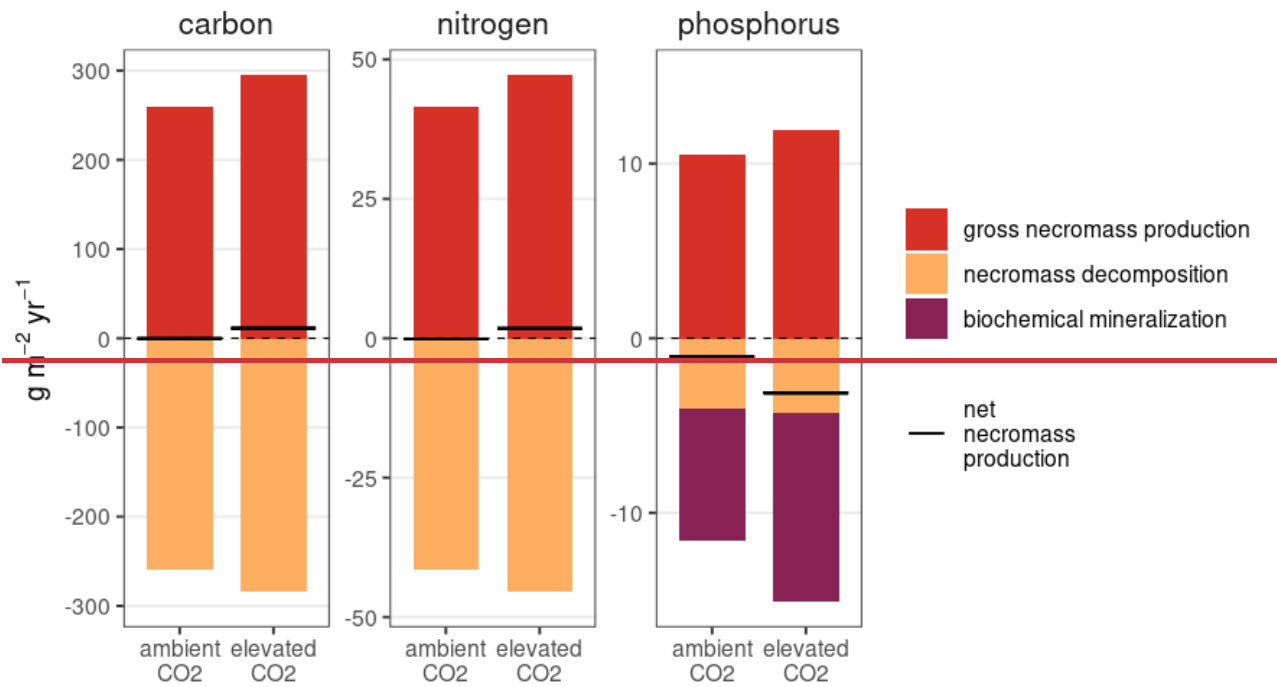 carbon
nitrogen
phosphorus
g m−2 yr−1
300
200
100
0
-100
-200
-300
50
25
0
-25
-50
10
0
-10
ambient CO2
elevated CO2
ambient CO2
elevated CO2
ambient CO2
elevated CO2
gross necromass production
necromass decomposition
biochemical mineralization
net
necromass
production